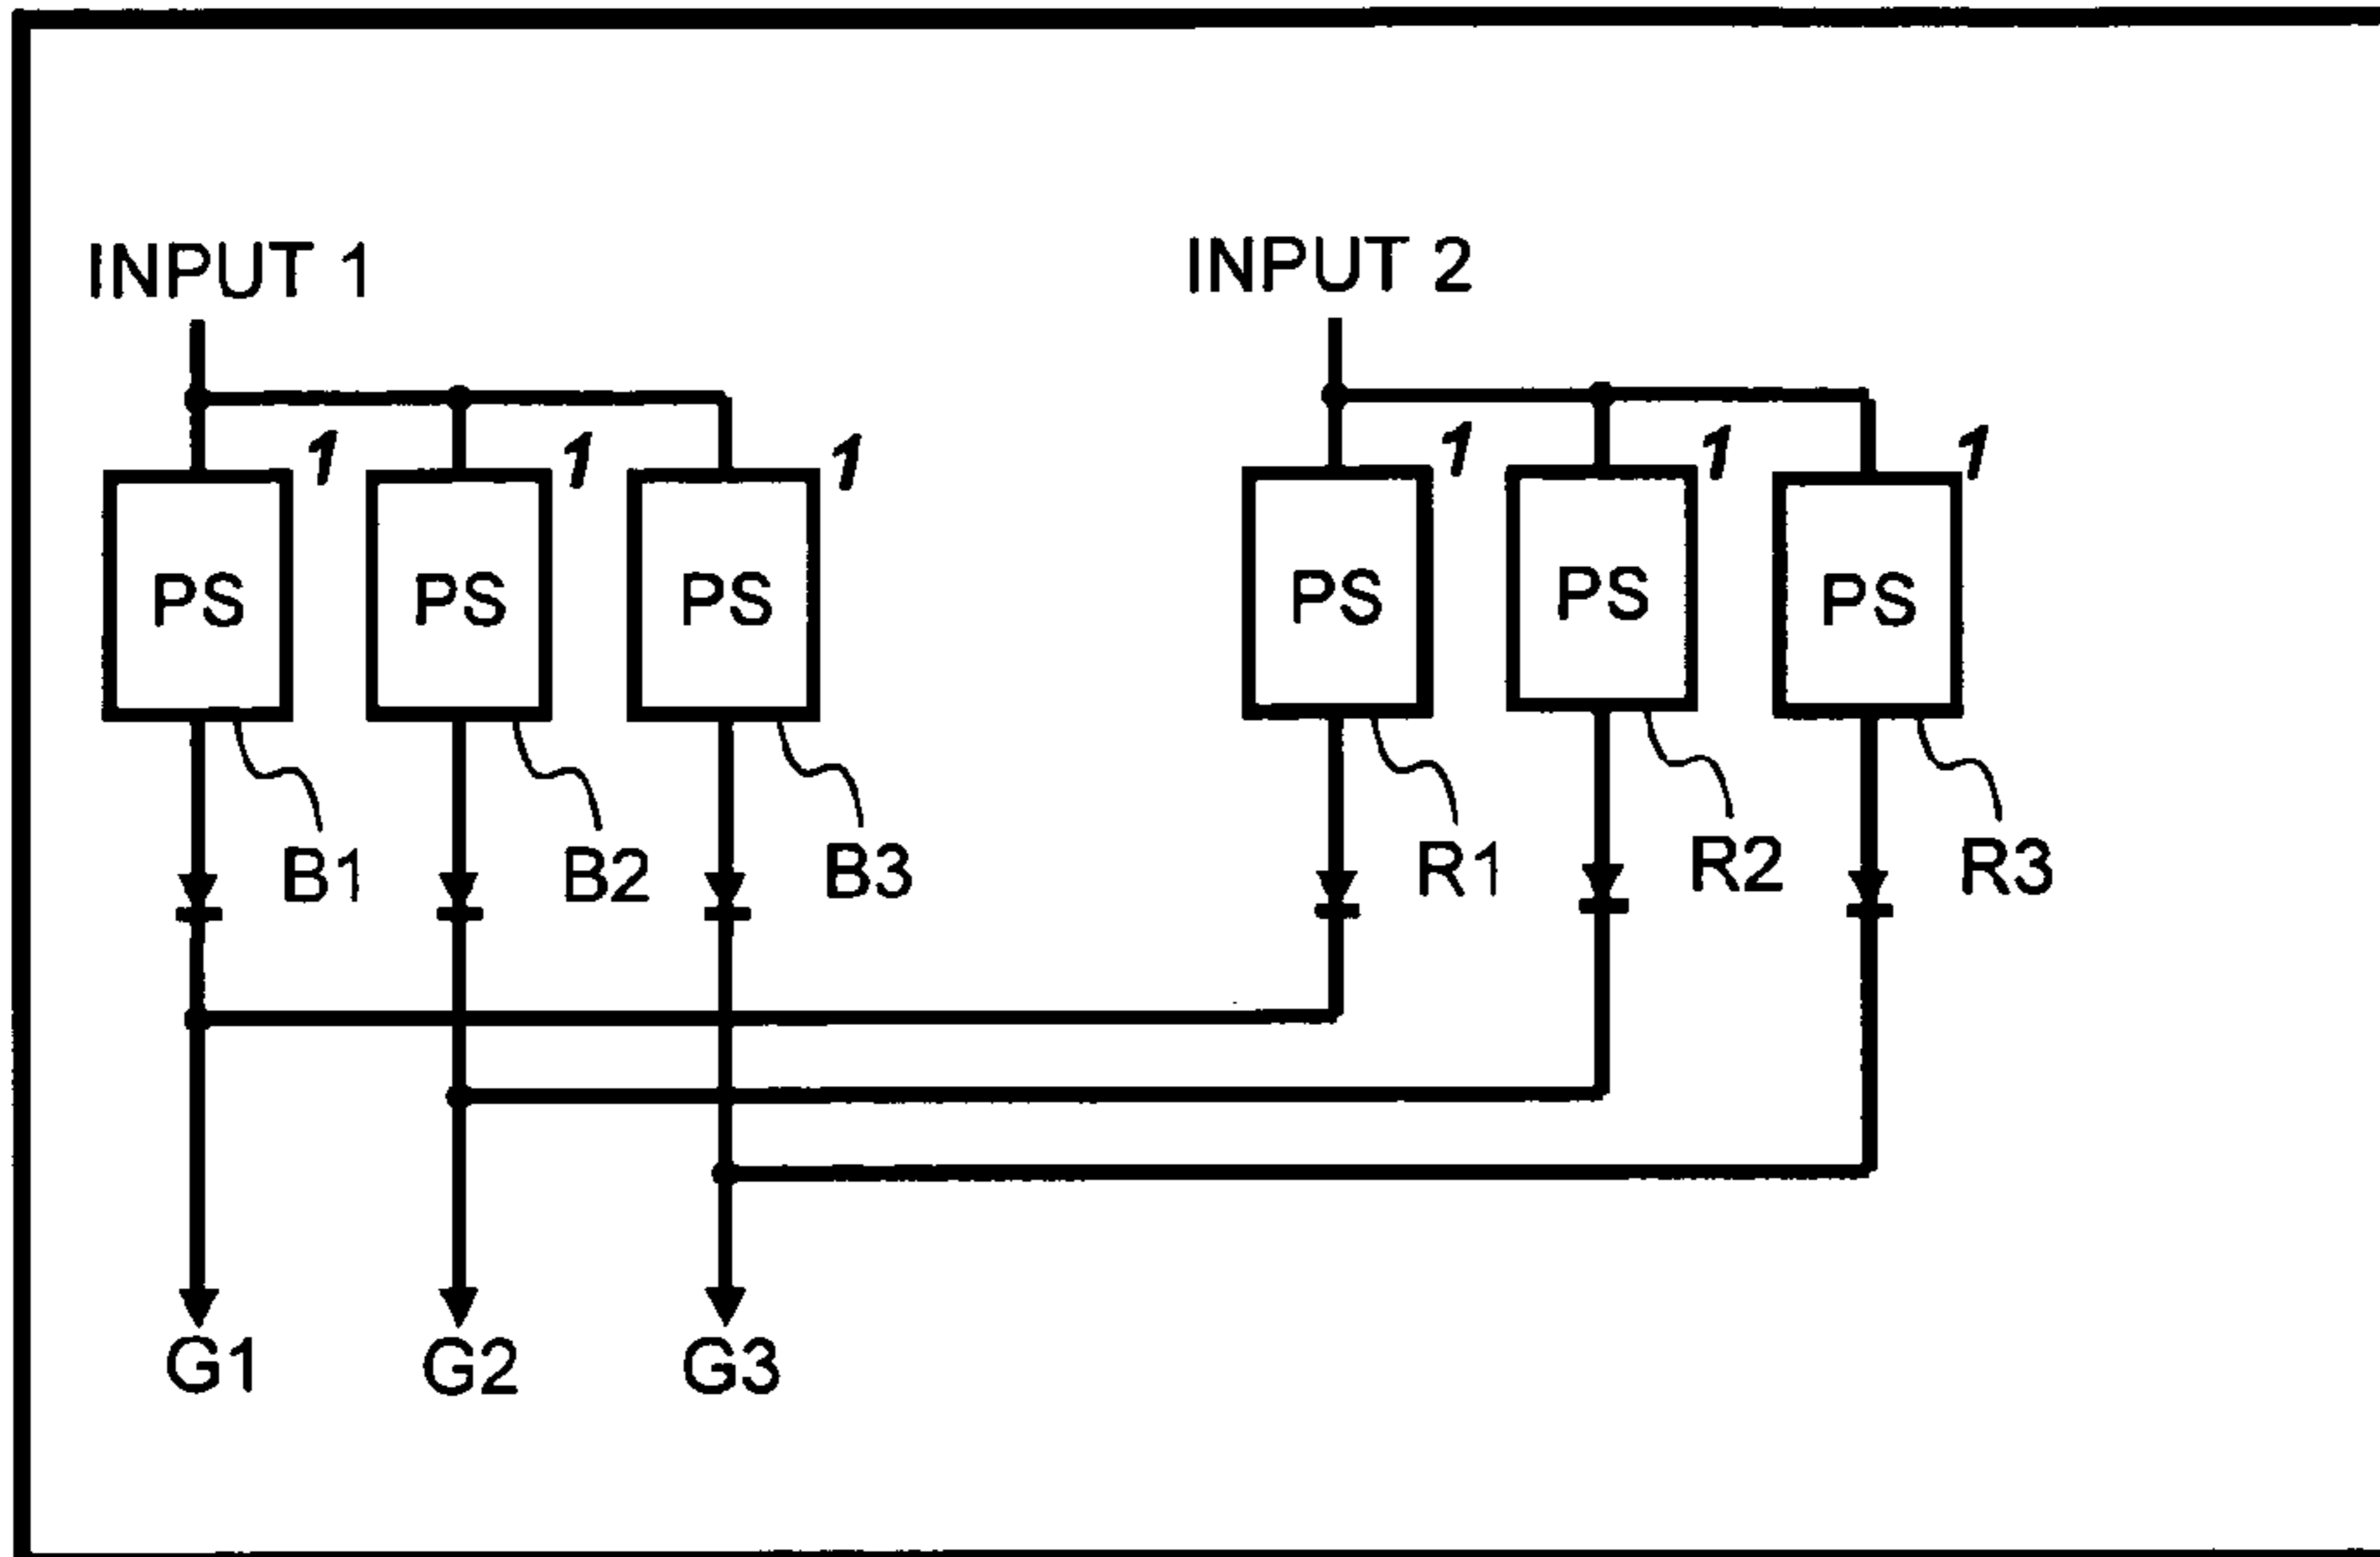 INPUT 1 INPUT 2
1 1 1 1 1 1
PS PS PS PS PS PS
B1 B2 B3 R1 R2 R3
G1 G2 G3